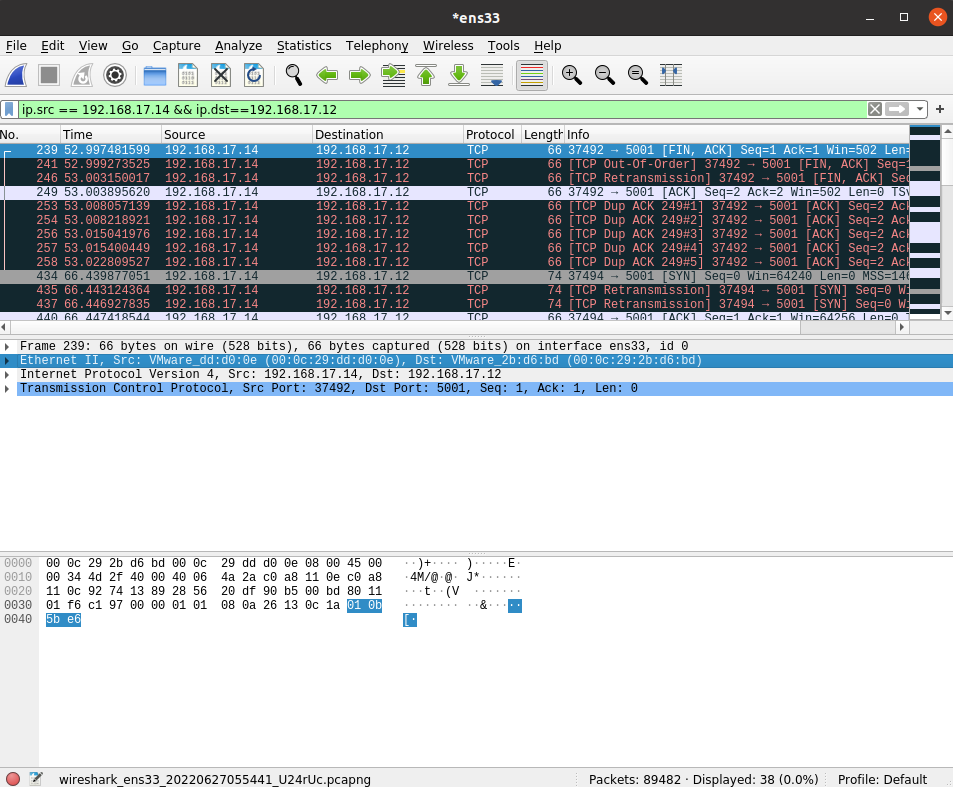 *ens33
File Edit View Go Capture Analyze Statistics Telephony Wireless Tools Help
ip.src == 192.168.17.14 && ip.dst==192.168.17.12
No. Time Source Destination Protocol Length Info
239 52.997481599 192.168.17.14 192.168.17.12 TCP 66 37492 → 5001 [FIN, ACK] Seq=1 Ack=1 Win=502 Len=
241 52.999273525 192.168.17.14 192.168.17.12 TCP 66 [TCP Out-Of-Order] 37492 → 5001 [FIN, ACK] Seq=1
246 53.003150017 192.168.17.14 192.168.17.12 TCP 66 [TCP Retransmission] 37492 → 5001 [FIN, ACK] Seq
249 53.003895620 192.168.17.14 192.168.17.12 TCP 66 37492 → 5001 [ACK] Seq=2 Ack=2 Win=502 Len=0 TSv
253 53.008057139 192.168.17.14 192.168.17.12 TCP 66 [TCP Dup ACK 249#1] 37492 → 5001 [ACK] Seq=2 Ack
254 53.008218921 192.168.17.14 192.168.17.12 TCP 66 [TCP Dup ACK 249#2] 37492 → 5001 [ACK] Seq=2 Ack
256 53.015041976 192.168.17.14 192.168.17.12 TCP 66 [TCP Dup ACK 249#3] 37492 → 5001 [ACK] Seq=2 Ack
257 53.015400449 192.168.17.14 192.168.17.12 TCP 66 [TCP Dup ACK 249#4] 37492 → 5001 [ACK] Seq=2 Ack
258 53.022809527 192.168.17.14 192.168.17.12 TCP 66 [TCP Dup ACK 249#5] 37492 → 5001 [ACK] Seq=2 Ack
434 66.439877051 192.168.17.14 192.168.17.12 TCP 74 37494 → 5001 [SYN] Seq=0 Win=64240 Len=0 MSS=146
435 66.443124364 192.168.17.14 192.168.17.12 TCP 74 [TCP Retransmission] 37494 → 5001 [SYN] Seq=0 Wi
437 66.446927835 192.168.17.14 192.168.17.12 TCP 74 [TCP Retransmission] 37494 → 5001 [SYN] Seq=0 Wi
440 66.447418544 192.168.17.14 192.168.17.12 TCP 66 37494 → 5001 [ACK] Seq=1 Ack=1 Win=64256 Len=0 T
Frame 239: 66 bytes on wire (528 bits), 66 bytes captured (528 bits) on interface ens33, id 0
Ethernet II, Src: VMware_dd:d0:0e (00:0c:29:dd:d0:0e), Dst: VMware_2b:d6:bd (00:0c:29:2b:d6:bd)
Internet Protocol Version 4, Src: 192.168.17.14, Dst: 192.168.17.12
Transmission Control Protocol, Src Port: 37492, Dst Port: 5001, Seq: 1, Ack: 1, Len: 0
0000 00 0c 29 2b d6 bd 00 0c 29 dd d0 0e 08 00 45 00 ··)+···· )·····E·
0010 00 34 4d 2f 40 00 40 06 4a 2a c0 a8 11 0e c0 a8 ·4M/@·@· J*······
0020 11 0c 92 74 13 89 28 56 20 df 90 b5 00 bd 80 11 ···t··(V ·······
0030 01 f6 c1 97 00 00 01 01 08 0a 26 13 0c 1a 01 0b ········ ··&·····
0040 5b e6 [·
wireshark_ens33_20220627055441_U24rUc.pcapng Packets: 89482 · Displayed: 38 (0.0%) Profile: Default